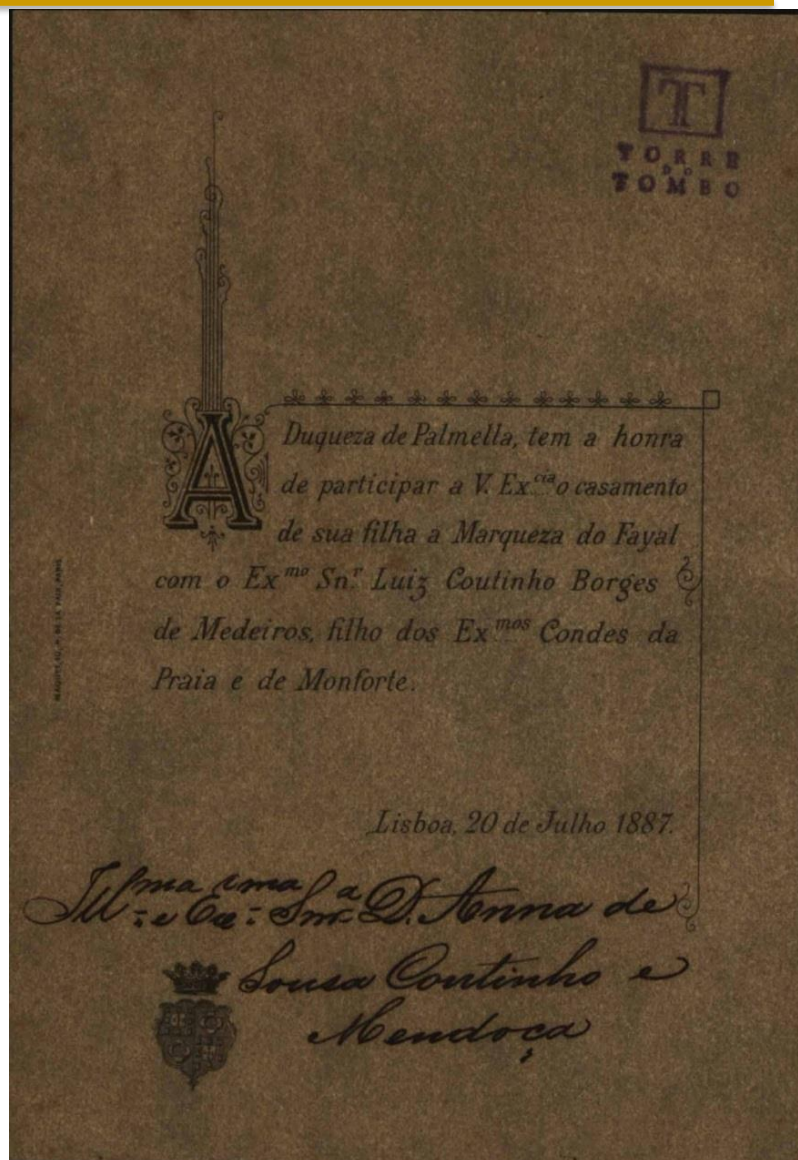 T
TORRE
DO
TOMBO
A Duqueza de Palmella, tem a honra
de participar a V. Ex.cia o casamento
de sua filha a Marqueza do Fayal
com o Ex.mo Sn.r Luiz Coutinho Borges
de Medeiros, filho dos Ex.mos Condes da
Praia e de Monforte.
Lisboa, 20 de Julho 1887.
Ill.ma e Ex.ma Snr.a D. Anna de
Sousa Coutinho e
Mendoça